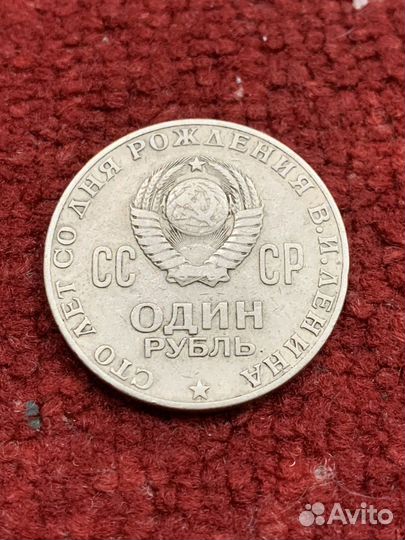 СТО ЛЕТ СО ДНЯ РОЖДЕНИЯ В.И.ЛЕНИНА
СС СР
ОДИН
РУБЛЬ
Avito